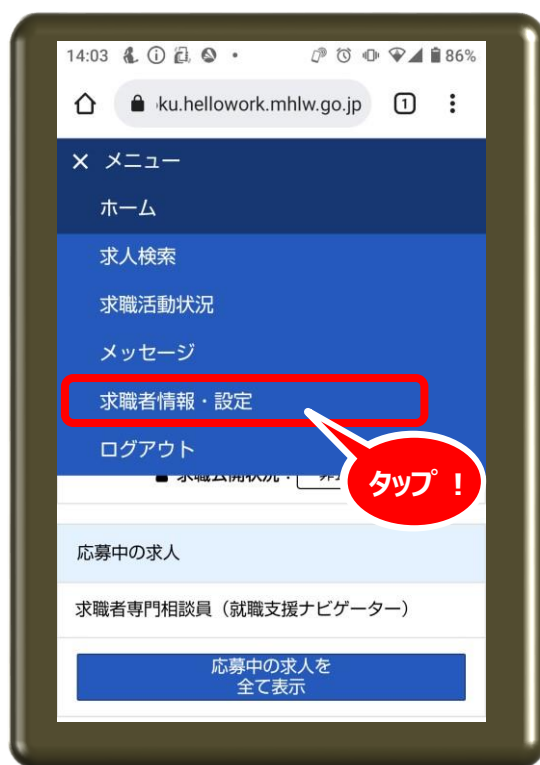 14:03
86%
ku.hellowork.mhlw.go.jp
1
× メニュー
ホーム
求人検索
求職活動状況
メッセージ
求職者情報・設定
ログアウト
タップ !
応募中の求人
求職者専門相談員（就職支援ナビゲーター）
応募中の求人を
全て表示